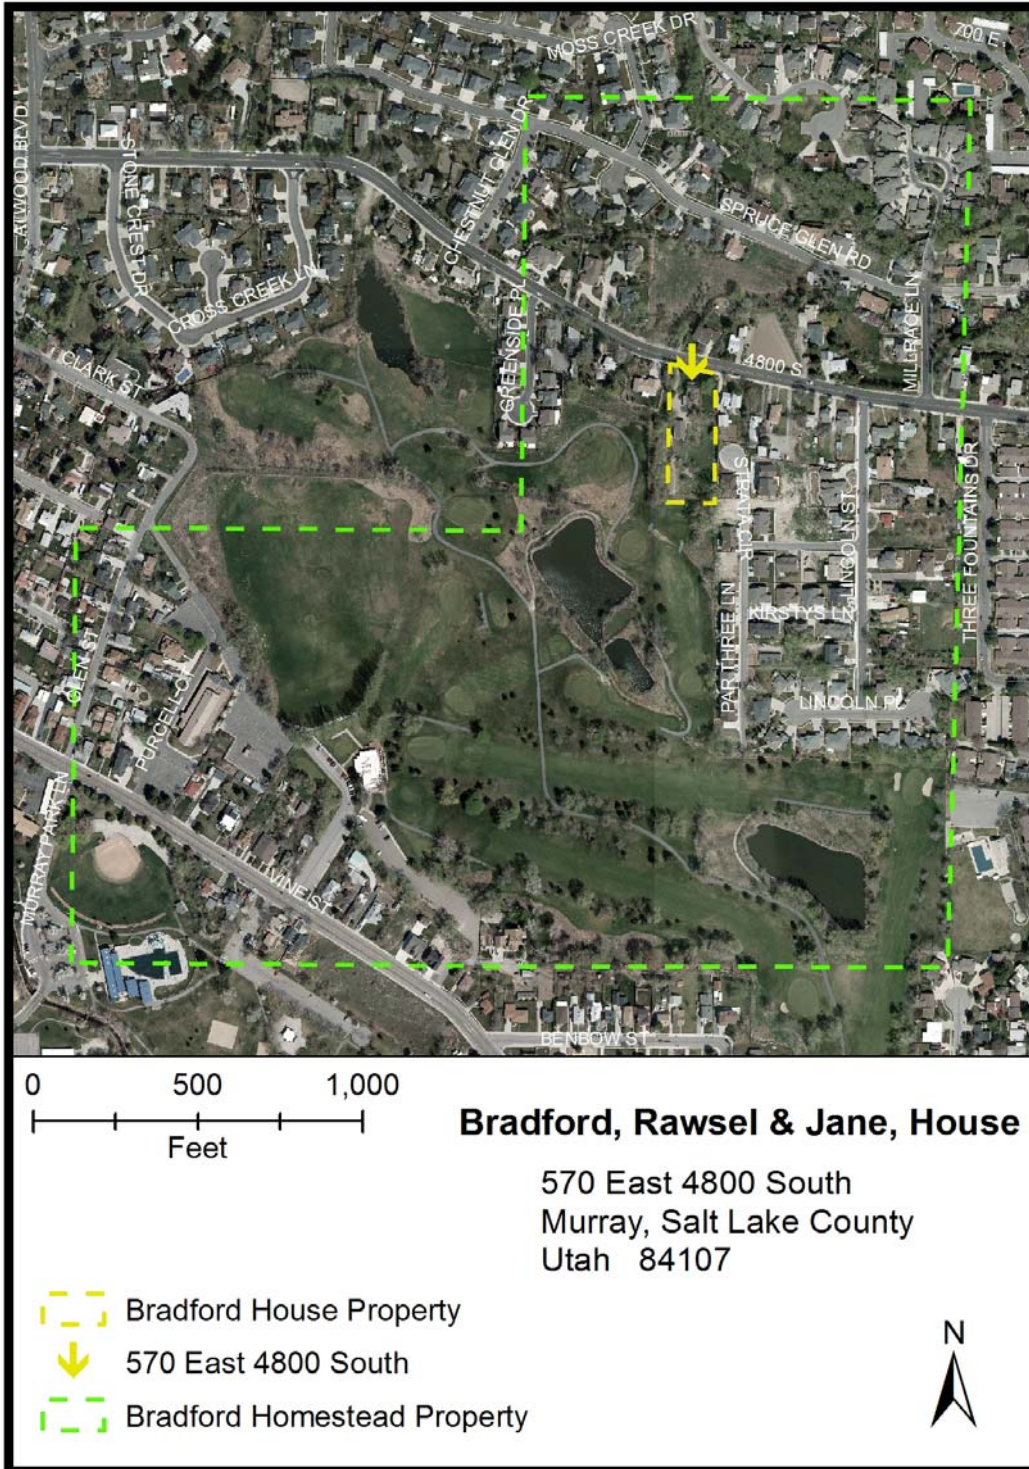 MOSS CREEK DR
700 E
ATWOOD BLVD
STONE CREST DR
CHESTNUT GLEN DR
SPRUCE GLEN RD
CROSS CREEK LN
GREENSIDE PL
MILLRACE LN
CLARK ST
4800 S
STRATA CIR
N. LINCOLN ST
THREE FOUNTAINS DR
KIRSTYS LN
PAR THREE LN
GLEN ST
PORCELLO CT
LINCOLN PL
MURRAY PARK LN
VINE ST
BENBOW ST
0 500 1,000
Feet
Bradford, Rawsel & Jane, House
570 East 4800 South
Murray, Salt Lake County
Utah 84107
Bradford House Property
570 East 4800 South
Bradford Homestead Property
N